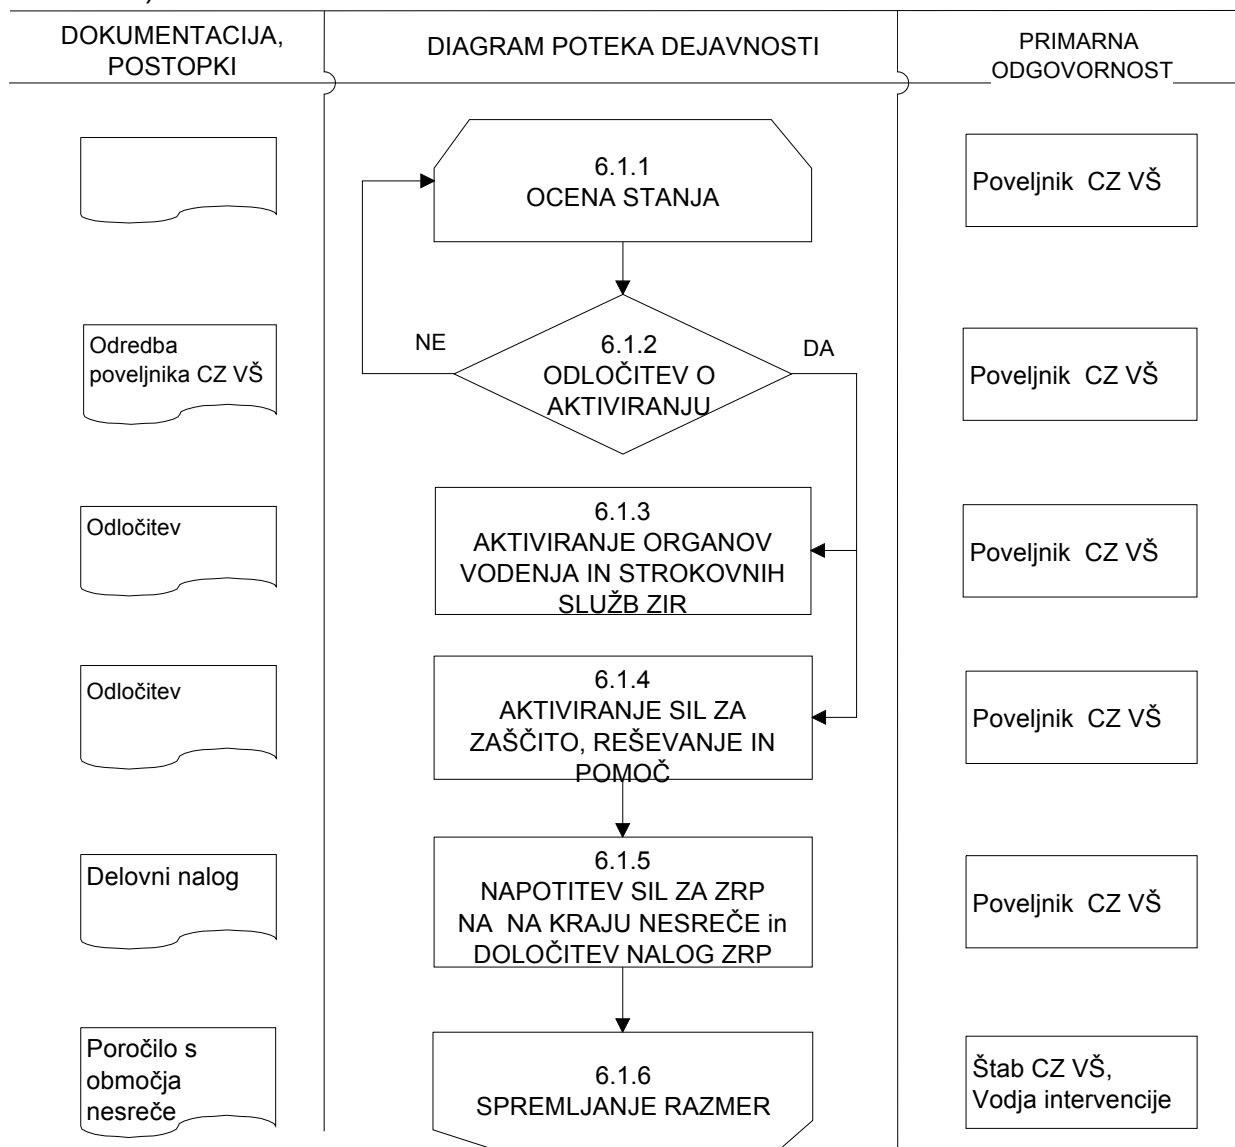 DOKUMENTACIJA,
POSTOPKI
DIAGRAM POTEKA DEJAVNOSTI
PRIMARNA
ODGOVORNOST
6.1.1
OCENA STANJA
Poveljnik CZ VŠ
Odredba
poveljnika CZ VŠ
NE
6.1.2
ODLOČITEV O
AKTIVIRANJU
DA
Poveljnik CZ VŠ
Odločitev
6.1.3
AKTIVIRANJE ORGANOV
VODENJA IN STROKOVNIH
SLUŽB ZIR
Poveljnik CZ VŠ
Odločitev
6.1.4
AKTIVIRANJE SIL ZA
ZAŠČITO, REŠEVANJE IN
POMOČ
Poveljnik CZ VŠ
Delovni nalog
6.1.5
NAPOTITEV SIL ZA ZRP
NA NA KRAJU NESREČE in
DOLOČITEV NALOG ZRP
Poveljnik CZ VŠ
Poročilo s
območja
nesreče
6.1.6
SPREMLJANJE RAZMER
Štab CZ VŠ,
Vodja intervencije